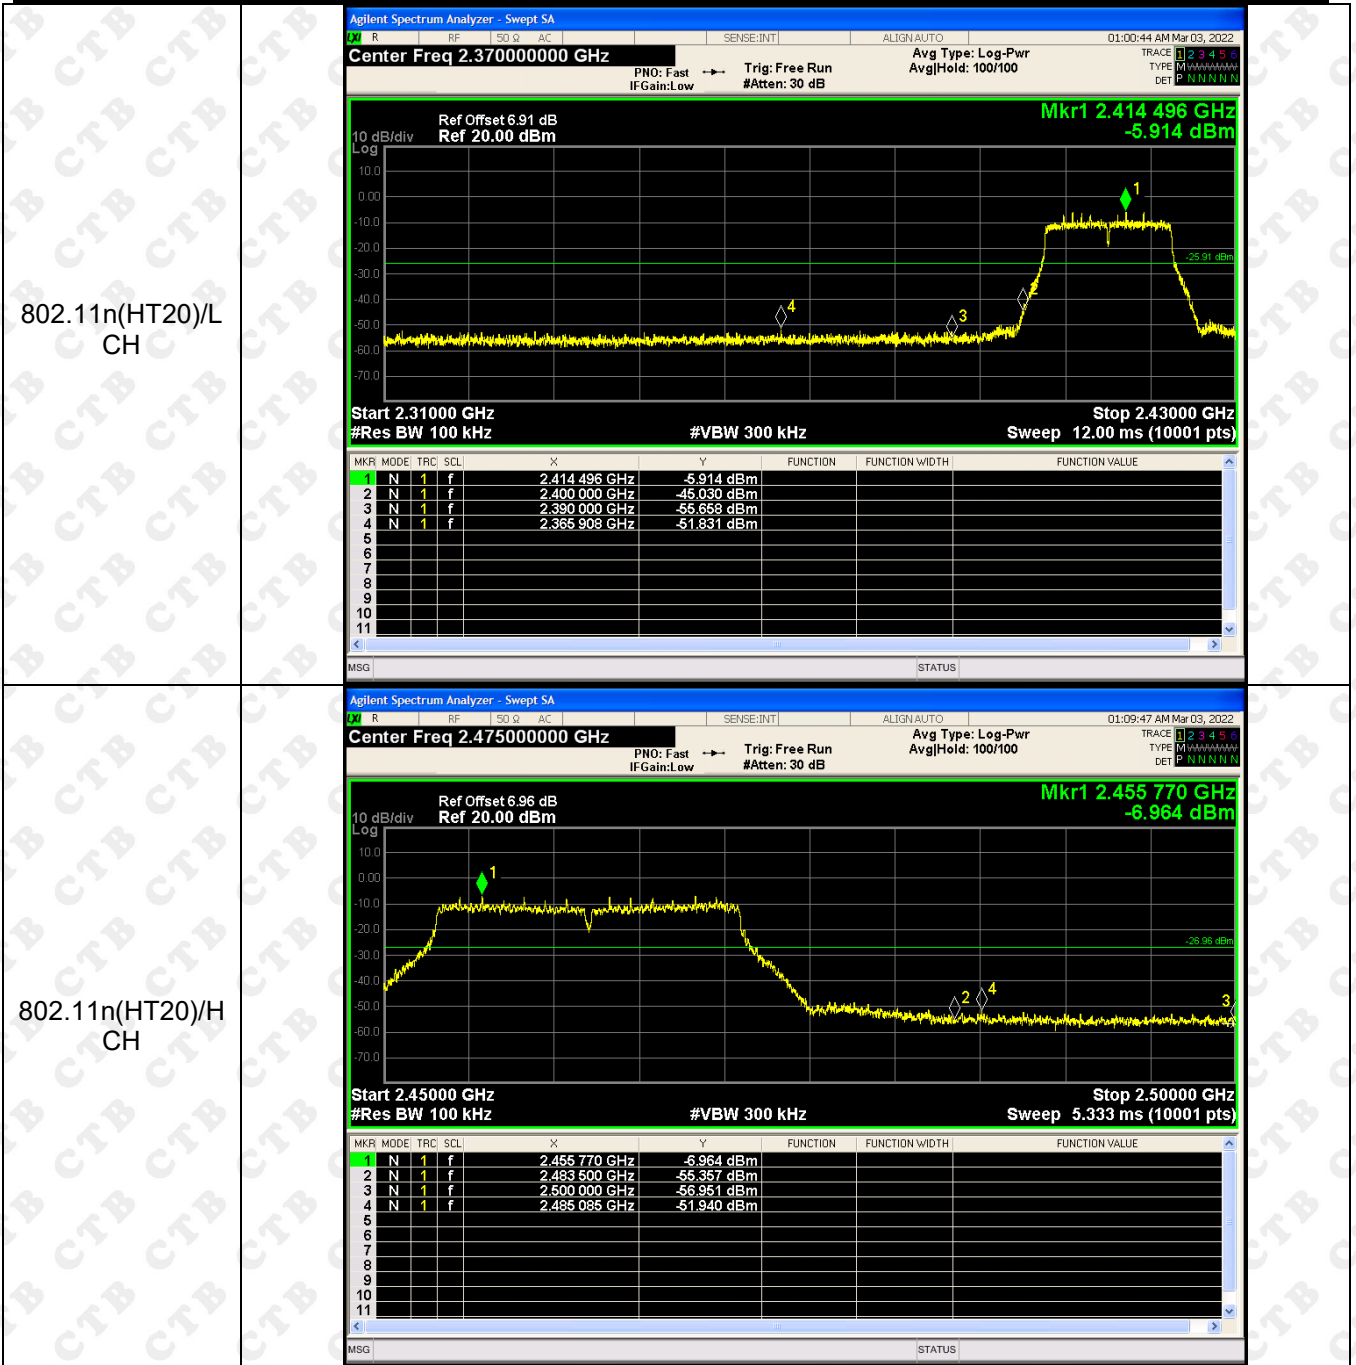 802.11n(HT20)/L
CH
Agilent Spectrum Analyzer - Swept SA
LXI R RF 50 Ω AC SENSE:INT ALIGN AUTO 01:00:44 AM Mar 03, 2022
Center Freq 2.370000000 GHz
PNO: Fast
IFGain:Low
Trig: Free Run
#Atten: 30 dB
Avg Type: Log-Pwr
Avg|Hold: 100/100
TRACE 1 2 3 4 5 6
TYPE M WWWWW
DET P N N N N N
Mkr1 2.414 496 GHz
-5.914 dBm
Ref Offset 6.91 dB
10 dB/div Ref 20.00 dBm
Log
10.0
0.00
-10.0
-20.0
-30.0
-40.0
-50.0
-60.0
-70.0
1
2
3
4
-25.91 dBm
Start 2.31000 GHz Stop 2.43000 GHz
#Res BW 100 kHz #VBW 300 kHz Sweep 12.00 ms (10001 pts)
MKR MODE TRC SCL X Y FUNCTION FUNCTION WIDTH FUNCTION VALUE
1 N 1 f 2.414 496 GHz -5.914 dBm
2 N 1 f 2.400 000 GHz -45.030 dBm
3 N 1 f 2.390 000 GHz -55.658 dBm
4 N 1 f 2.365 908 GHz -51.831 dBm
5
6
7
8
9
10
11
MSG STATUS
802.11n(HT20)/H
CH
Agilent Spectrum Analyzer - Swept SA
LXI R RF 50 Ω AC SENSE:INT ALIGN AUTO 01:09:47 AM Mar 03, 2022
Center Freq 2.475000000 GHz
PNO: Fast
IFGain:Low
Trig: Free Run
#Atten: 30 dB
Avg Type: Log-Pwr
Avg|Hold: 100/100
TRACE 1 2 3 4 5 6
TYPE M WWWWW
DET P N N N N N
Mkr1 2.455 770 GHz
-6.964 dBm
Ref Offset 6.96 dB
10 dB/div Ref 20.00 dBm
Log
10.0
0.00
-10.0
-20.0
-30.0
-40.0
-50.0
-60.0
-70.0
1
2
4
3
-26.96 dBm
Start 2.45000 GHz Stop 2.50000 GHz
#Res BW 100 kHz #VBW 300 kHz Sweep 5.333 ms (10001 pts)
MKR MODE TRC SCL X Y FUNCTION FUNCTION WIDTH FUNCTION VALUE
1 N 1 f 2.455 770 GHz -6.964 dBm
2 N 1 f 2.483 500 GHz -55.357 dBm
3 N 1 f 2.500 000 GHz -56.951 dBm
4 N 1 f 2.485 085 GHz -51.940 dBm
5
6
7
8
9
10
11
MSG STATUS